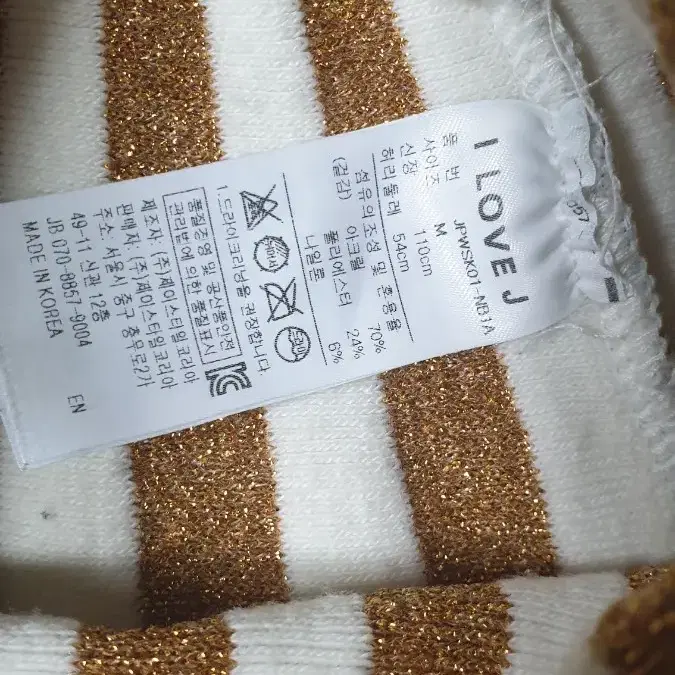 I LOVE J
품 번 JPWSK01-NB31A
사이즈 M
신장 110cm
허리 둘레 54cm
섬유의 조성 및 혼용율
(겉감) 아크릴 70%
폴리에스터 24%
나일론 6%
1.드라이크리닝을 권장합니다
품질경영 및 공산품안전
관리법에 의한 품질표시
제조사: (주)제이스타일코리아
판매자: (주)제이스타일코리아
주소: 서울시 중구 충무로2가
49-11 신관 12층
JB 070-8857-9004
MADE IN KOREA EN